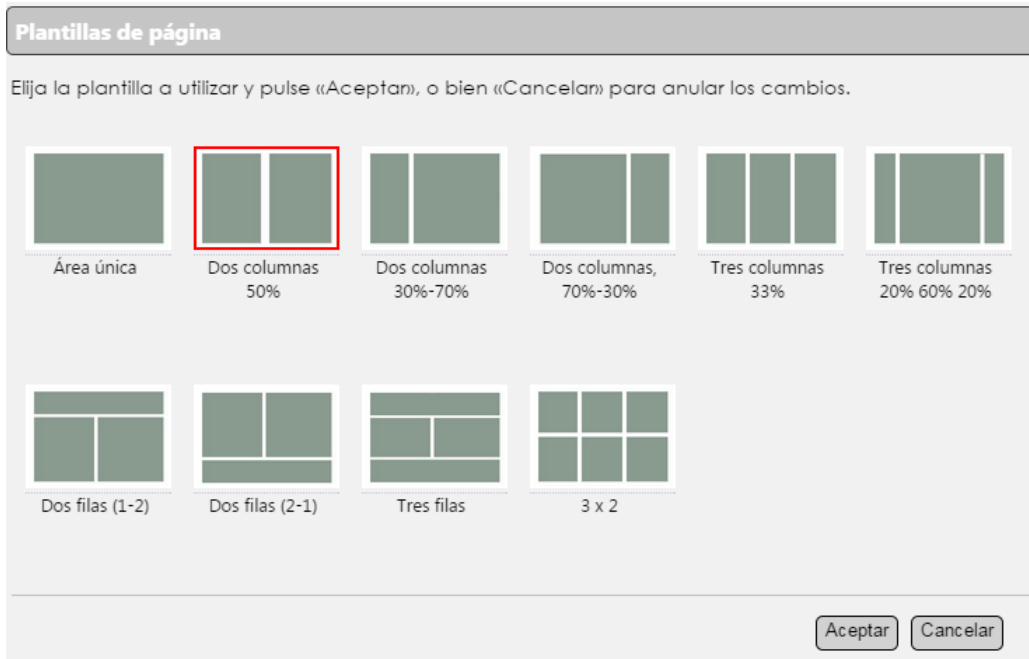 Plantillas de página
Elija la plantilla a utilizar y pulse «Aceptar», o bien «Cancelar» para anular los cambios.
Área única
Dos columnas
50%
Dos columnas
30%-70%
Dos columnas,
70%-30%
Tres columnas
33%
Tres columnas
20% 60% 20%
Dos filas (1-2)
Dos filas (2-1)
Tres filas
3 x 2
Aceptar
Cancelar